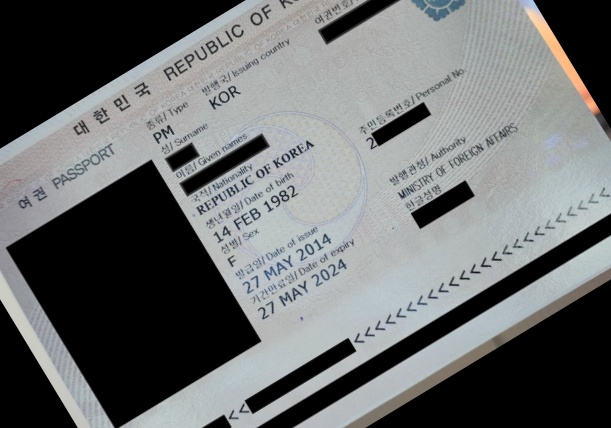 대한민국 REPUBLIC OF K
여권 PASSPORT
종류/Type 발행국/Issuing country 여권번호/
PM KOR
성/Surname
이름/Given names
국적/Nationality
REPUBLIC OF KOREA
생년월일/Date of birth 주민등록번호/Personal No.
14 FEB 1982 2
성별/Sex 발행관청/Authority
F MINISTRY OF FOREIGN AFFAIRS
발급일/Date of issue 한글성명
27 MAY 2014
기간만료일/Date of expiry
27 MAY 2024